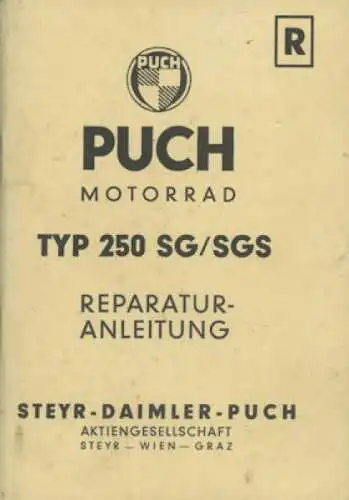 R
PUCH
PUCH
MOTORRAD
TYP 250 SG/SGS
REPARATUR-
ANLEITUNG
STEYR-DAIMLER-PUCH
AKTIENGESELLSCHAFT
STEYR — WIEN — GRAZ